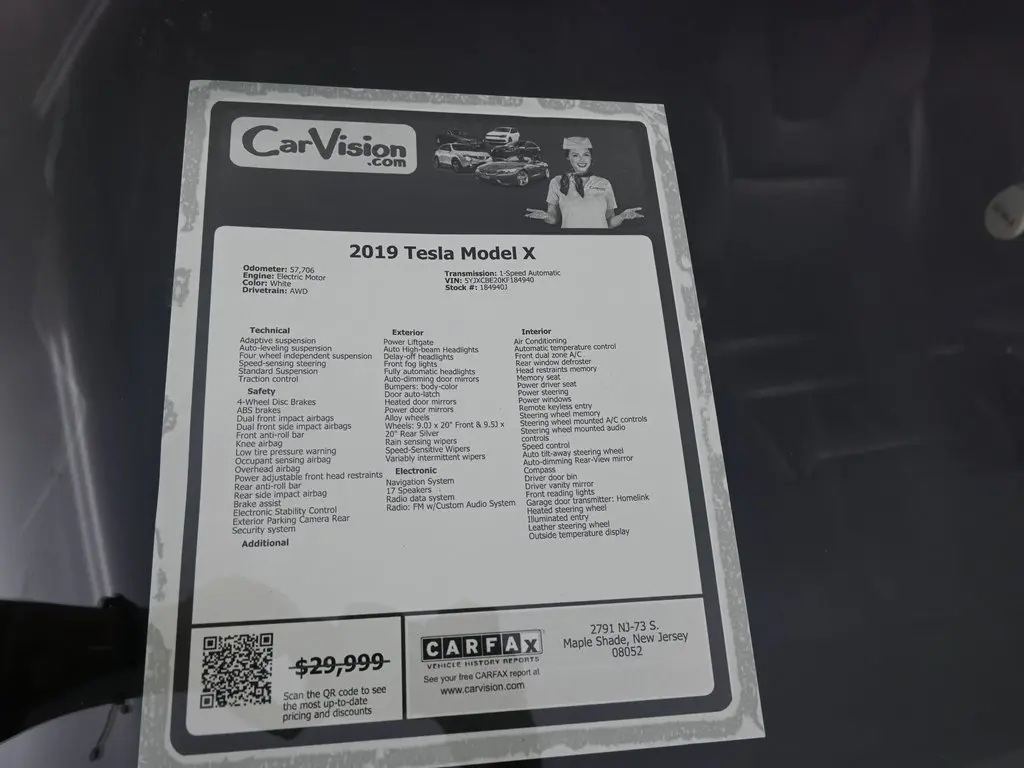 CarVision
.com
2019 Tesla Model X
Odometer: 57,706
Engine: Electric Motor
Color: White
Drivetrain: AWD
Transmission: 1-Speed Automatic
VIN: 5YJXCBE20KF184940
Stock #: 184940J
Technical
Adaptive suspension
Auto-leveling suspension
Four wheel independent suspension
Speed-sensing steering
Standard Suspension
Traction control
Safety
4-Wheel Disc Brakes
ABS brakes
Dual front impact airbags
Dual front side impact airbags
Front anti-roll bar
Knee airbag
Low tire pressure warning
Occupant sensing airbag
Overhead airbag
Power adjustable front head restraints
Rear anti-roll bar
Rear side impact airbag
Brake assist
Electronic Stability Control
Exterior Parking Camera Rear
Security system
Additional
Exterior
Power Liftgate
Auto High-beam Headlights
Delay-off headlights
Front fog lights
Fully automatic headlights
Auto-dimming door mirrors
Bumpers: body-color
Door auto-latch
Heated door mirrors
Power door mirrors
Alloy wheels
Wheels: 9.0J x 20" Front & 9.5J x
20" Rear Silver
Rain sensing wipers
Speed-Sensitive Wipers
Variably intermittent wipers
Electronic
Navigation System
17 Speakers
Radio data system
Radio: FM w/Custom Audio System
Interior
Air Conditioning
Automatic temperature control
Front dual zone A/C
Rear window defroster
Head restraints memory
Memory seat
Power driver seat
Power steering
Power windows
Remote keyless entry
Steering wheel memory
Steering wheel mounted A/C controls
Steering wheel mounted audio
controls
Speed control
Auto tilt-away steering wheel
Auto-dimming Rear-View mirror
Compass
Driver door bin
Driver vanity mirror
Front reading lights
Garage door transmitter: Homelink
Heated steering wheel
Illuminated entry
Leather steering wheel
Outside temperature display
$29,999
Scan the QR code to see
the most up-to-date
pricing and discounts
CARFAX
VEHICLE HISTORY REPORTS
See your free CARFAX report at
www.carvision.com
2791 NJ-73 S.
Maple Shade, New Jersey
08052